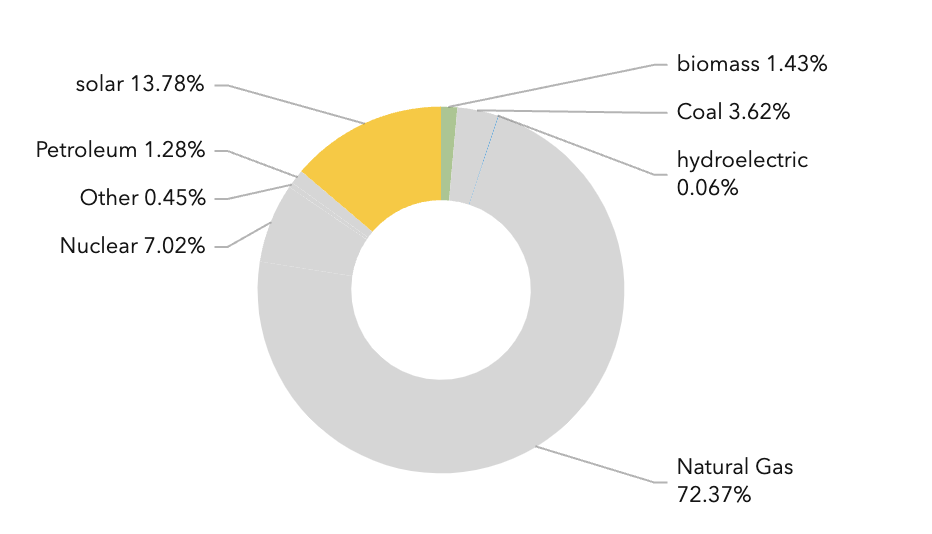 solar 13.78%
Petroleum 1.28%
Other 0.45%
Nuclear 7.02%
biomass 1.43%
Coal 3.62%
hydroelectric
0.06%
Natural Gas
72.37%